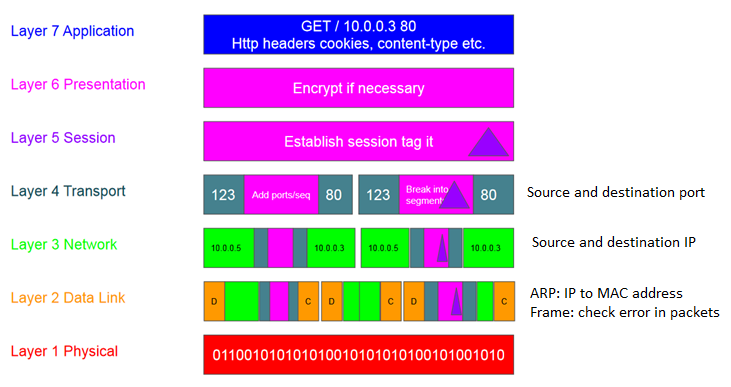 Layer 7 Application
GET / 10.0.0.3 80
Http headers cookies, content-type etc.
Layer 6 Presentation
Encrypt if necessary
Layer 5 Session
Establish session tag it
Layer 4 Transport
123 Add ports/seq 80
123 Break into segments 80
Source and destination port
Layer 3 Network
10.0.0.5 10.0.0.3
10.0.0.5 10.0.0.3
Source and destination IP
Layer 2 Data Link
D C D C D C
ARP: IP to MAC address
Frame: check error in packets
Layer 1 Physical
011001010101010010101010100101001010